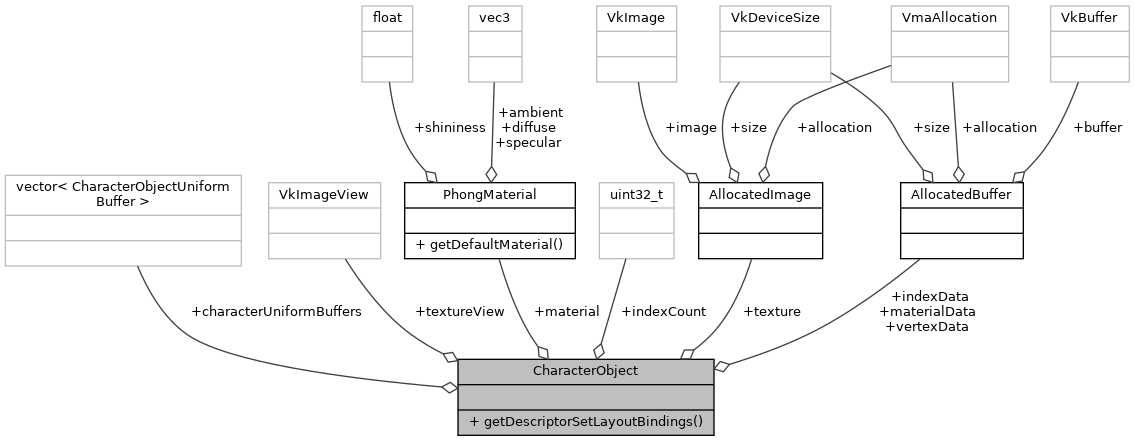 float
vec3
VkImage
VkDeviceSize
VmaAllocation
VkBuffer
+shininess
+ambient
+diffuse
+specular
+image
+size
+allocation
+size
+allocation
+buffer
vector< CharacterObjectUniform
Buffer >
VkImageView
PhongMaterial
+ getDefaultMaterial()
uint32_t
AllocatedImage
AllocatedBuffer
+characterUniformBuffers
+textureView
+material
+indexCount
+texture
+indexData
+materialData
+vertexData
CharacterObject
+ getDescriptorSetLayoutBindings()